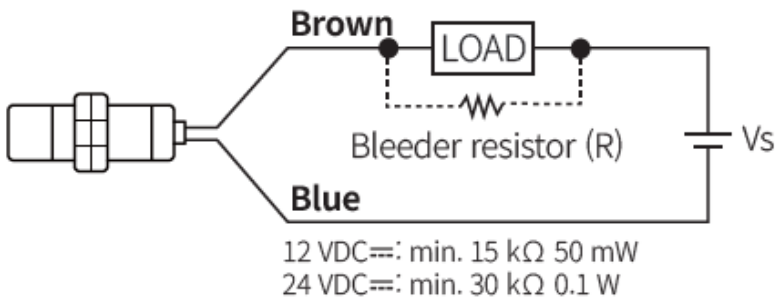 Brown
LOAD
Bleeder resistor (R)
Vs
Blue
12 VDC⎓: min. 15 kΩ 50 mW
24 VDC⎓: min. 30 kΩ 0.1 W